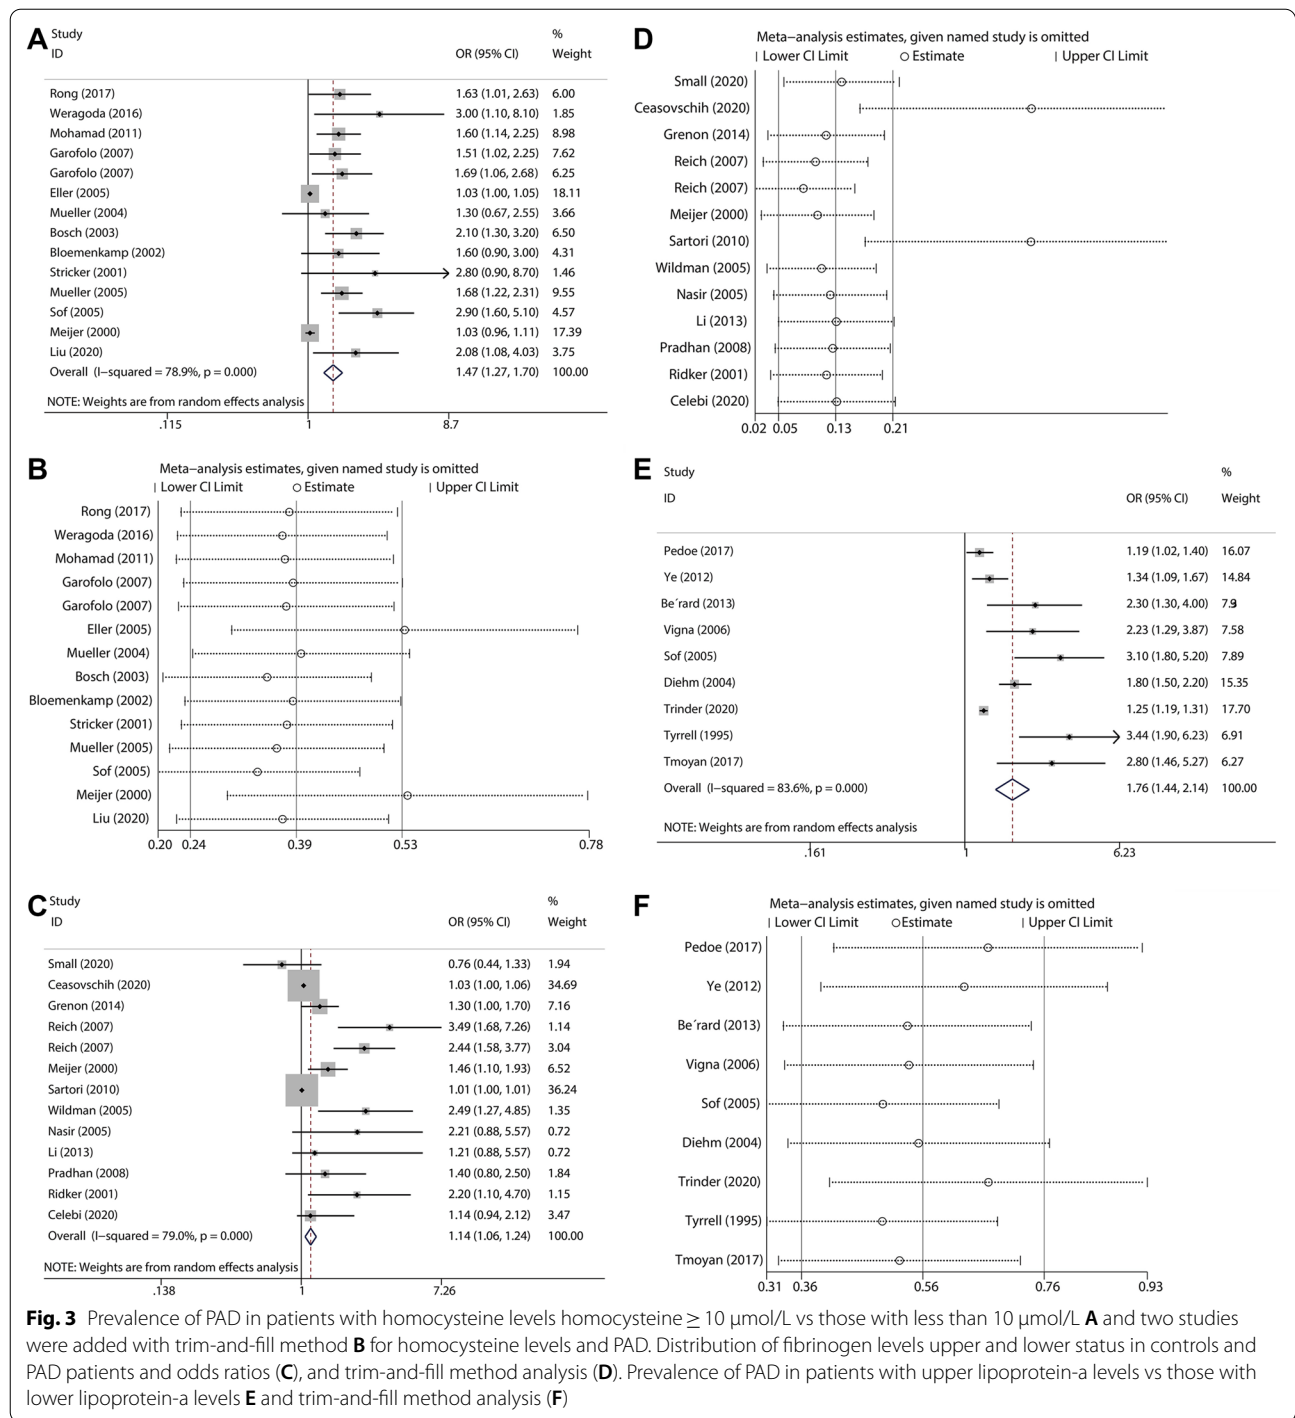 A
Study
ID
OR (95% CI)
%
Weight
Rong (2017) 1.63 (1.01, 2.63) 6.00
Weragoda (2016) 3.00 (1.10, 8.10) 1.85
Mohamad (2011) 1.60 (1.14, 2.25) 8.98
Garofolo (2007) 1.51 (1.02, 2.25) 7.62
Garofolo (2007) 1.69 (1.06, 2.68) 6.25
Eller (2005) 1.03 (1.00, 1.05) 18.11
Mueller (2004) 1.30 (0.67, 2.55) 3.66
Bosch (2003) 2.10 (1.30, 3.20) 6.50
Bloemenkamp (2002) 1.60 (0.90, 3.00) 4.31
Stricker (2001) 2.80 (0.90, 8.70) 1.46
Mueller (2005) 1.68 (1.22, 2.31) 9.55
Sof (2005) 2.90 (1.60, 5.10) 4.57
Meijer (2000) 1.03 (0.96, 1.11) 17.39
Liu (2020) 2.08 (1.08, 4.03) 3.75
Overall (I−squared = 78.9%, p = 0.000) 1.47 (1.27, 1.70) 100.00
NOTE: Weights are from random effects analysis
.115 1 8.7
B
Meta−analysis estimates, given named study is omitted
| Lower CI Limit O Estimate | Upper CI Limit
Rong (2017)
Weragoda (2016)
Mohamad (2011)
Garofolo (2007)
Garofolo (2007)
Eller (2005)
Mueller (2004)
Bosch (2003)
Bloemenkamp (2002)
Stricker (2001)
Mueller (2005)
Sof (2005)
Meijer (2000)
Liu (2020)
0.20 0.24 0.39 0.53 0.78
C
Study
ID
OR (95% CI)
%
Weight
Small (2020) 0.76 (0.44, 1.33) 1.94
Ceasovschih (2020) 1.03 (1.00, 1.06) 34.69
Grenon (2014) 1.30 (1.00, 1.70) 7.16
Reich (2007) 3.49 (1.68, 7.26) 1.14
Reich (2007) 2.44 (1.58, 3.77) 3.04
Meijer (2000) 1.46 (1.10, 1.93) 6.52
Sartori (2010) 1.01 (1.00, 1.01) 36.24
Wildman (2005) 2.49 (1.27, 4.85) 1.35
Nasir (2005) 2.21 (0.88, 5.57) 0.72
Li (2013) 1.21 (0.88, 5.57) 0.72
Pradhan (2008) 1.40 (0.80, 2.50) 1.84
Ridker (2001) 2.20 (1.10, 4.70) 1.15
Celebi (2020) 1.14 (0.94, 2.12) 3.47
Overall (I−squared = 79.0%, p = 0.000) 1.14 (1.06, 1.24) 100.00
NOTE: Weights are from random effects analysis
.138 1 7.26
D
Meta−analysis estimates, given named study is omitted
| Lower CI Limit O Estimate | Upper CI Limit
Small (2020)
Ceasovschih (2020)
Grenon (2014)
Reich (2007)
Reich (2007)
Meijer (2000)
Sartori (2010)
Wildman (2005)
Nasir (2005)
Li (2013)
Pradhan (2008)
Ridker (2001)
Celebi (2020)
0.02 0.05 0.13 0.21
E
Study
ID
OR (95% CI)
%
Weight
Pedoe (2017) 1.19 (1.02, 1.40) 16.07
Ye (2012) 1.34 (1.09, 1.67) 14.84
Be´rard (2013) 2.30 (1.30, 4.00)
Vigna (2006) 2.23 (1.29, 3.87) 7.58
Sof (2005) 3.10 (1.80, 5.20) 7.89
Diehm (2004) 1.80 (1.50, 2.20) 15.35
Trinder (2020) 1.25 (1.19, 1.31) 17.70
Tyrrell (1995) 3.44 (1.90, 6.23) 6.91
Tmoyan (2017) 2.80 (1.46, 5.27) 6.27
Overall (I−squared = 83.6%, p = 0.000) 1.76 (1.44, 2.14) 100.00
NOTE: Weights are from random effects analysis
.161 1 6.23
F
Meta−analysis estimates, given named study is omitted
| Lower CI Limit O Estimate | Upper CI Limit
Pedoe (2017)
Ye (2012)
Be´rard (2013)
Vigna (2006)
Sof (2005)
Diehm (2004)
Trinder (2020)
Tyrrell (1995)
Tmoyan (2017)
0.31 0.36 0.56 0.76 0.93
Fig. 3 Prevalence of PAD in patients with homocysteine levels homocysteine ≥ 10 μmol/L vs those with less than 10 μmol/L A and two studies
were added with trim-and-fill method B for homocysteine levels and PAD. Distribution of fibrinogen levels upper and lower status in controls and
PAD patients and odds ratios (C), and trim-and-fill method analysis (D). Prevalence of PAD in patients with upper lipoprotein-a levels vs those with
lower lipoprotein-a levels E and trim-and-fill method analysis (F)